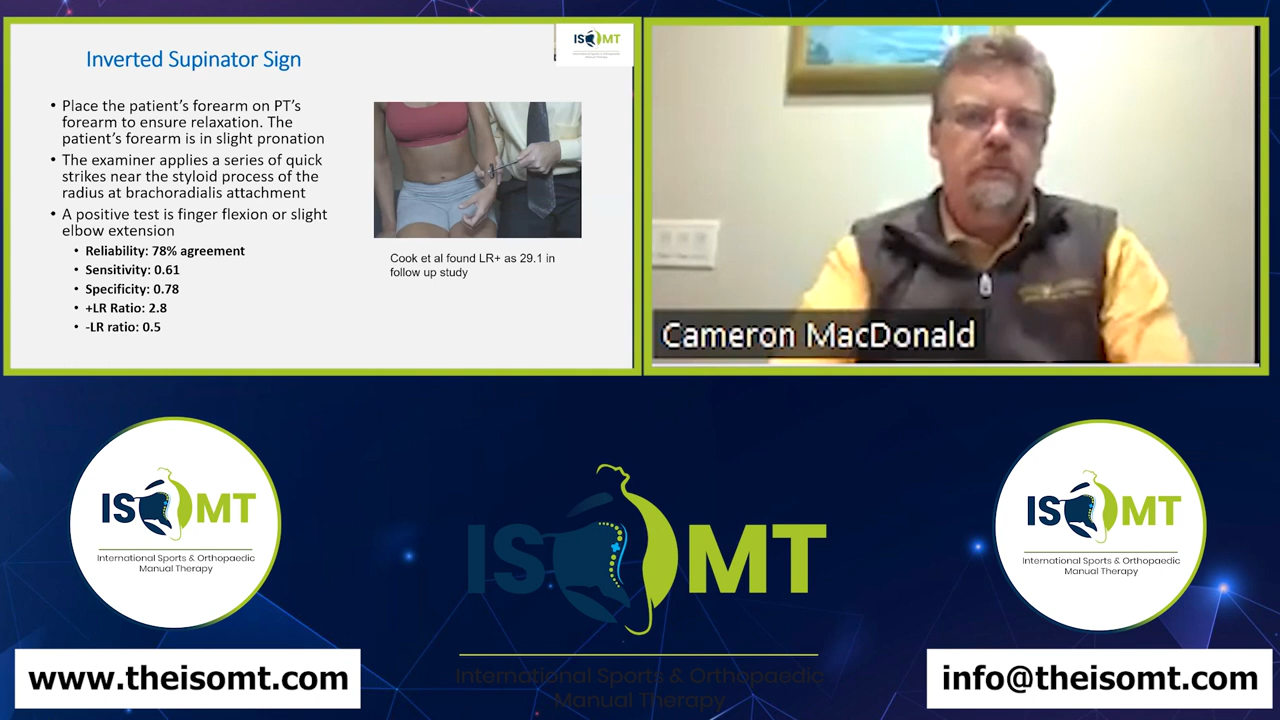 Inverted Supinator Sign
ISOMT
• Place the patient's forearm on PT's
forearm to ensure relaxation. The
patient's forearm is in slight pronation
• The examiner applies a series of quick
strikes near the styloid process of the
radius at brachoradialis attachment
• A positive test is finger flexion or slight
elbow extension
• Reliability: 78% agreement
• Sensitivity: 0.61
• Specificity: 0.78
• +LR Ratio: 2.8
• -LR ratio: 0.5
Cook et al found LR+ as 29.1 in
follow up study
Cameron MacDonald
ISOMT
International Sports & Orthopaedic
Manual Therapy
ISOMT
International Sports & Orthopaedic
Manual Therapy
ISOMT
International Sports & Orthopaedic
Manual Therapy
www.theisomt.com
info@theisomt.com